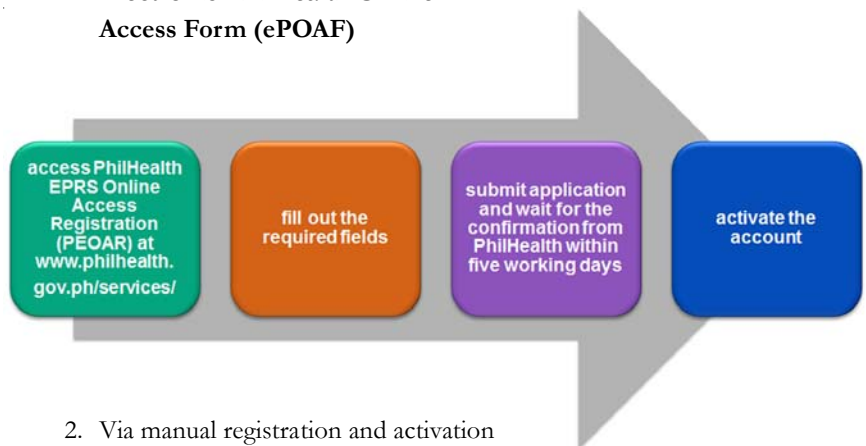 Access Form (ePOAF)
access PhilHealth
EPRS Online
Access
Registration
(PEOAR) at
www.philhealth.
gov.ph/services/
fill out the
required fields
submit application
and wait for the
confirmation from
PhilHealth within
five working days
activate the
account
2. Via manual registration and activation